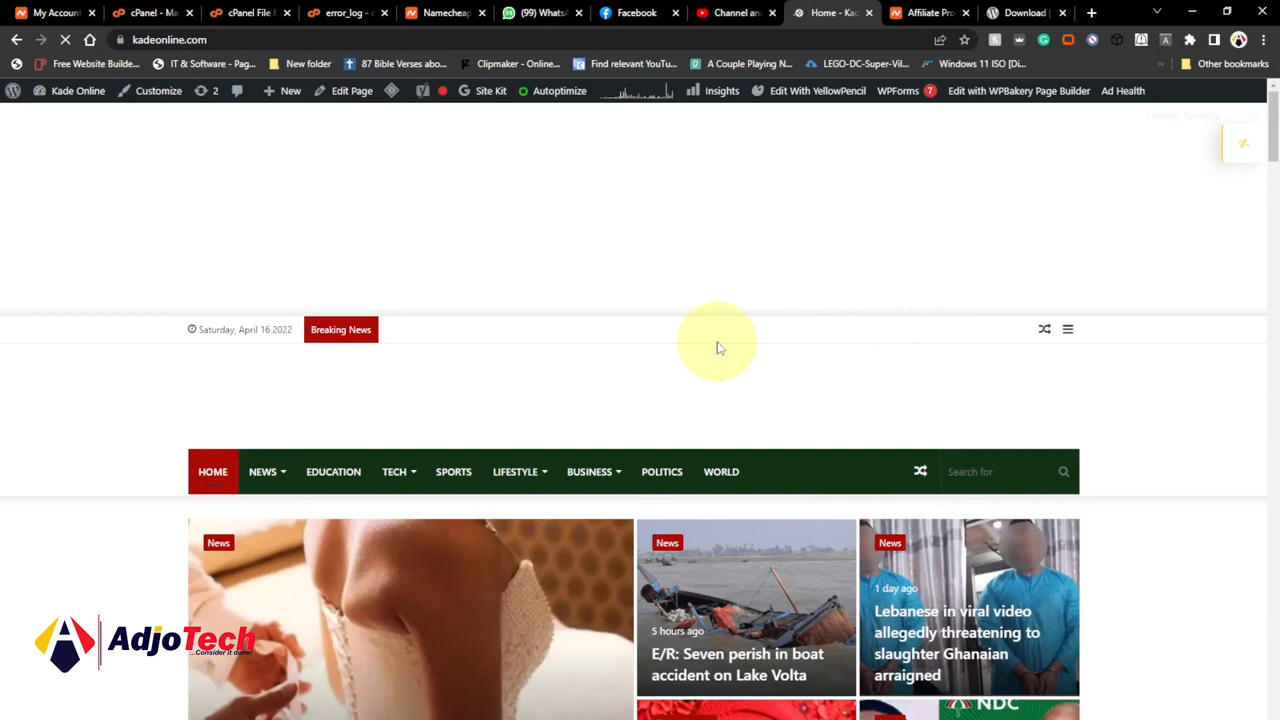 My Account
cPanel - Ma
cPanel File M
error_log - c
Namecheap
(99) WhatsA
Facebook
Channel an
Home - Kad
Affiliate Pro
Download |
kadeonline.com
Free Website Builde...
IT & Software - Pag...
New folder
87 Bible Verses abo...
Clipmaker - Online...
Find relevant YouTu...
A Couple Playing N...
LEGO-DC-Super-Vil...
Windows 11 ISO [Di...
Other bookmarks
Kade Online
Customize
2
New
Edit Page
Site Kit
Autoptimize
Insights
Edit With YellowPencil
WPForms 7
Edit with WPBakery Page Builder
Ad Health
Howdy, Timothy
Saturday, April 16 2022
Breaking News
HOME
NEWS
EDUCATION
TECH
SPORTS
LIFESTYLE
BUSINESS
POLITICS
WORLD
Search for
News
News
5 hours ago
E/R: Seven perish in boat
accident on Lake Volta
News
1 day ago
Lebanese in viral video
allegedly threatening to
slaughter Ghanaian
arraigned
NDC
AdjoTech
...Consider it done!